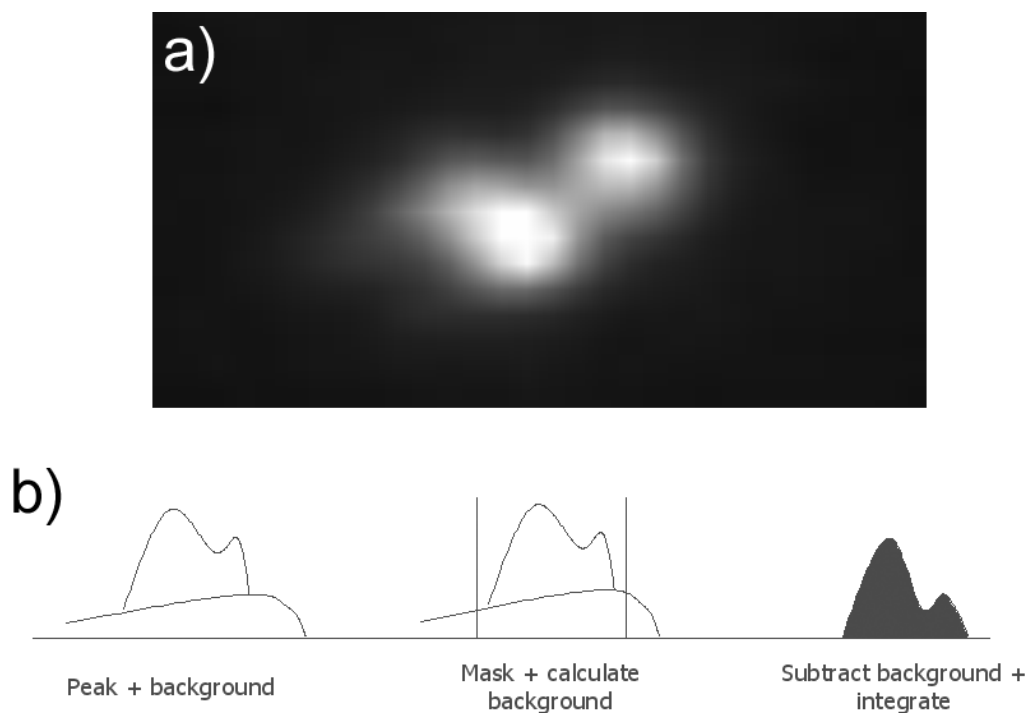 a)
b)
Peak + background
Mask + calculate
background
Subtract background +
integrate